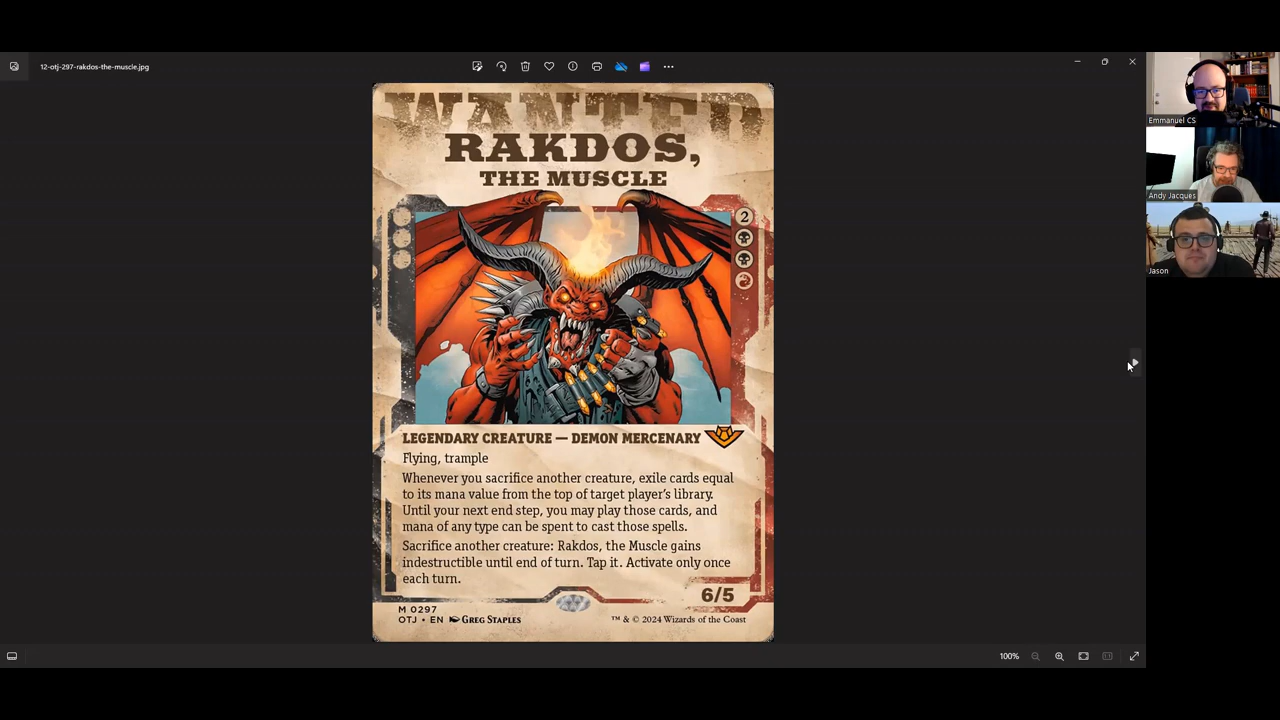 12-otj-297-rakdos-the-muscle.jpg
WANTED
RAKDOS,
THE MUSCLE
2
LEGENDARY CREATURE — DEMON MERCENARY
Flying, trample
Whenever you sacrifice another creature, exile cards equal
to its mana value from the top of target player's library.
Until your next end step, you may play those cards, and
mana of any type can be spent to cast those spells.
Sacrifice another creature: Rakdos, the Muscle gains
indestructible until end of turn. Tap it. Activate only once
each turn.
6/5
M 0297
OTJ • EN GREG STAPLES
™ & © 2024 Wizards of the Coast
100%
Emmanuel CS
Andy Jacques
Jason